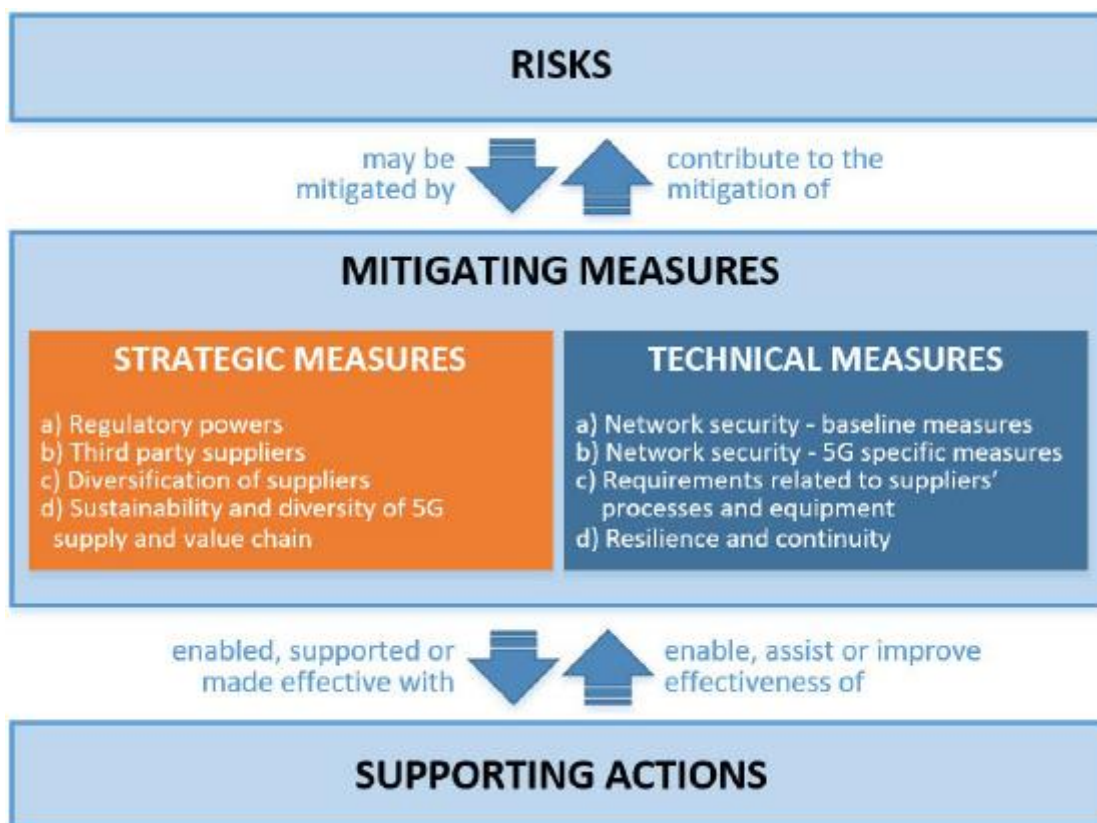 RISKS
may be
mitigated by
contribute to the
mitigation of
MITIGATING MEASURES
STRATEGIC MEASURES
a) Regulatory powers
b) Third party suppliers
c) Diversification of suppliers
d) Sustainability and diversity of 5G
supply and value chain
TECHNICAL MEASURES
a) Network security - baseline measures
b) Network security - 5G specific measures
c) Requirements related to suppliers'
processes and equipment
d) Resilience and continuity
enabled, supported or
made effective with
enable, assist or improve
effectiveness of
SUPPORTING ACTIONS